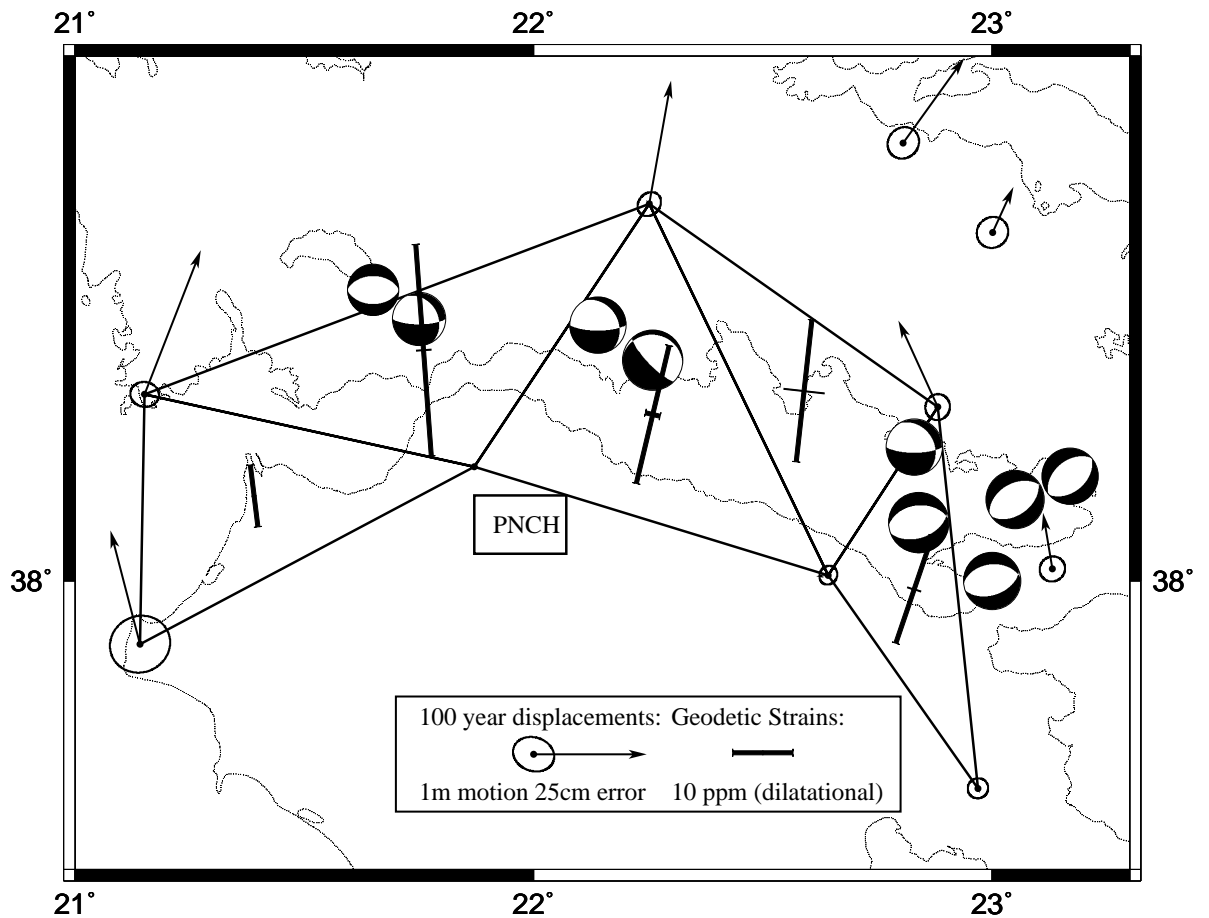 21° 22° 23°
PNCH
38° 38°
100 year displacements: Geodetic Strains:
1m motion 25cm error 10 ppm (dilatational)
21° 22° 23°